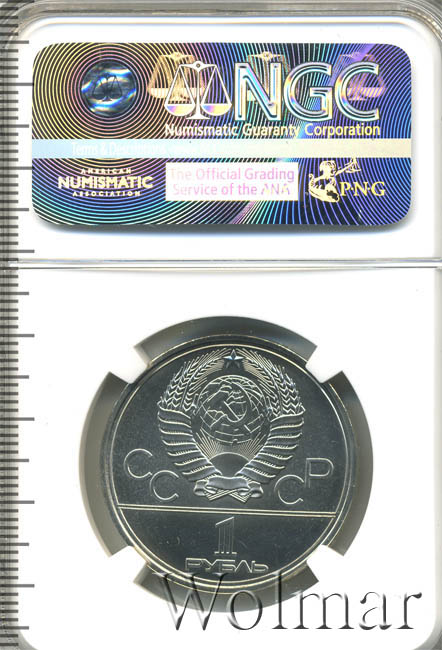 NGC
Numismatic Guaranty Corporation
AMERICAN
NUMISMATIC
ASSOCIATION
The Official Grading
Service of the ANA
PNG
СССР
1
РУБЛЬ
Wolmar